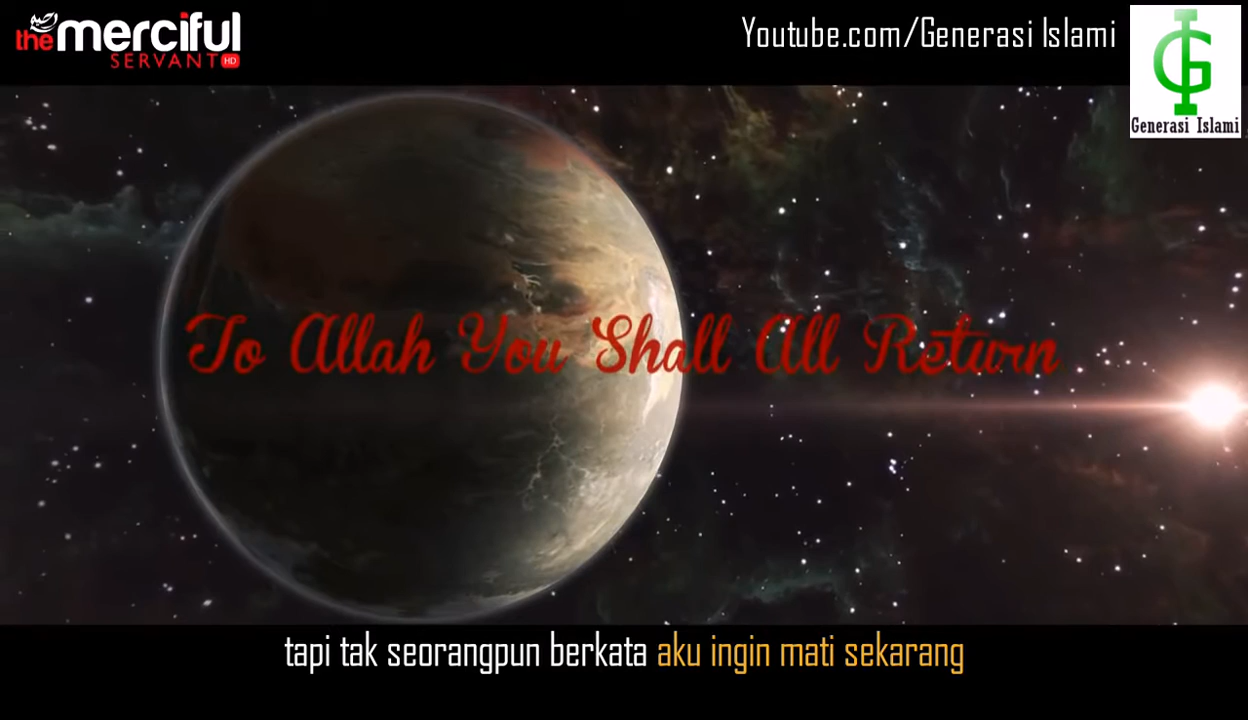 the merciful
SERVANT HD
Youtube.com/Generasi Islami
GI
Generasi Islami
To Allah You Shall All Return
tapi tak seorangpun berkata aku ingin mati sekarang